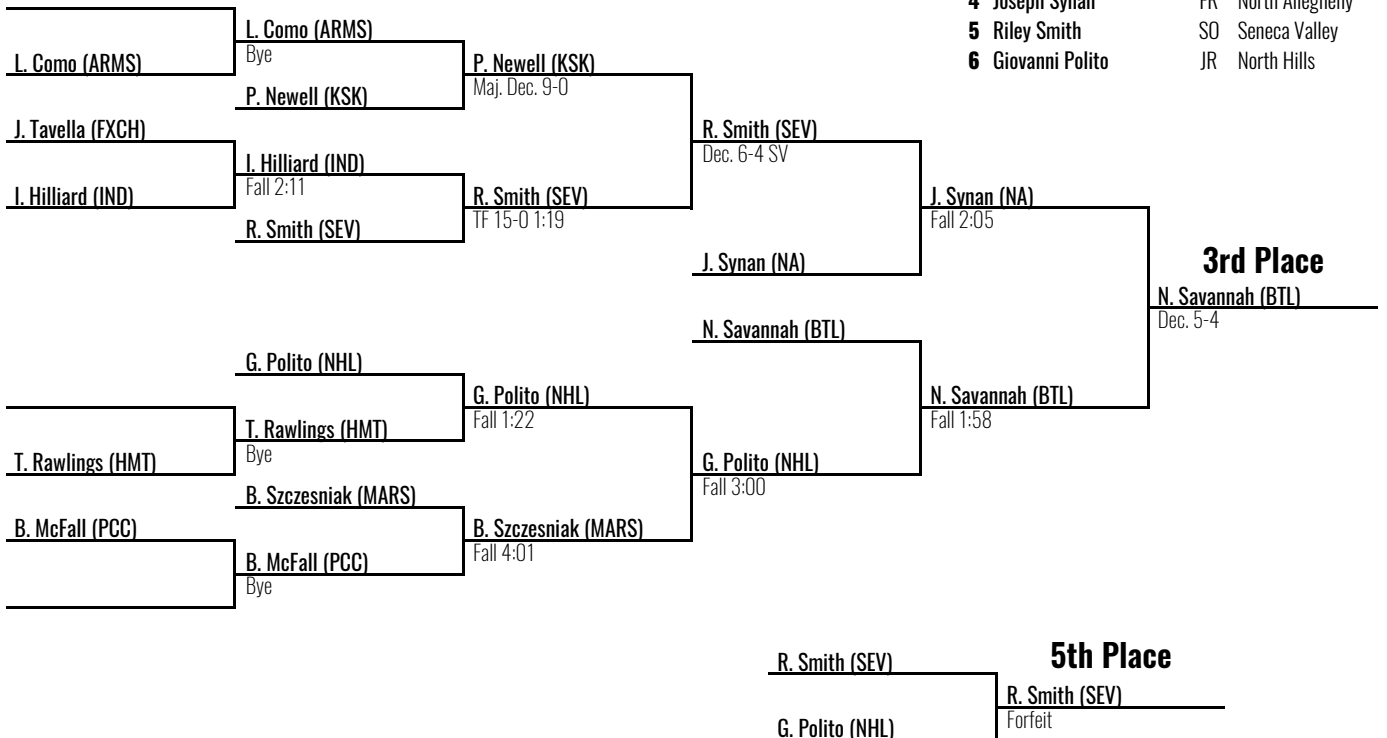 4 Joseph Synan FR North Allegheny
5 Riley Smith SO Seneca Valley
6 Giovanni Polito JR North Hills
L. Como (ARMS)
L. Como (ARMS)
Bye
P. Newell (KSK)
P. Newell (KSK)
Maj. Dec. 9-0
J. Tavella (FXCH)
I. Hilliard (IND)
I. Hilliard (IND)
Fall 2:11
R. Smith (SEV)
R. Smith (SEV)
TF 15-0 1:19
R. Smith (SEV)
Dec. 6-4 SV
J. Synan (NA)
J. Synan (NA)
Fall 2:05
3rd Place
N. Savannah (BTL)
Dec. 5-4
N. Savannah (BTL)
N. Savannah (BTL)
Fall 1:58
G. Polito (NHL)
G. Polito (NHL)
Fall 1:22
T. Rawlings (HMT)
T. Rawlings (HMT)
Bye
G. Polito (NHL)
Fall 3:00
B. Szczesniak (MARS)
B. Szczesniak (MARS)
Fall 4:01
B. McFall (PCC)
B. McFall (PCC)
Bye
5th Place
R. Smith (SEV)
R. Smith (SEV)
Forfeit
G. Polito (NHL)